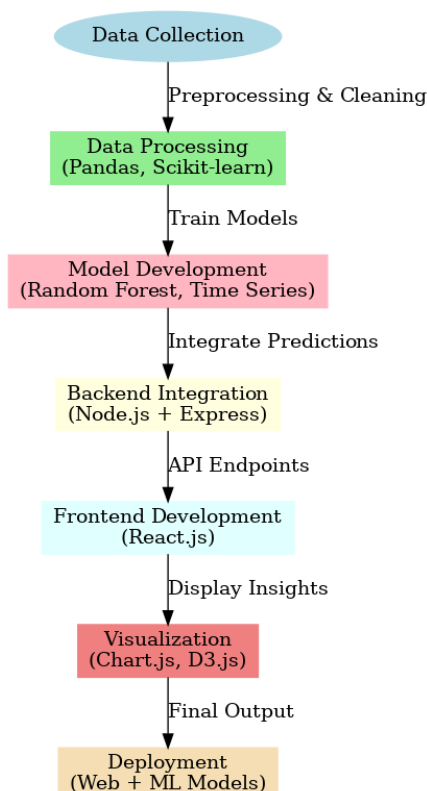 Data Collection
Preprocessing & Cleaning
Data Processing
(Pandas, Scikit-learn)
Train Models
Model Development
(Random Forest, Time Series)
Integrate Predictions
Backend Integration
(Node.js + Express)
API Endpoints
Frontend Development
(React.js)
Display Insights
Visualization
(Chart.js, D3.js)
Final Output
Deployment
(Web + ML Models)